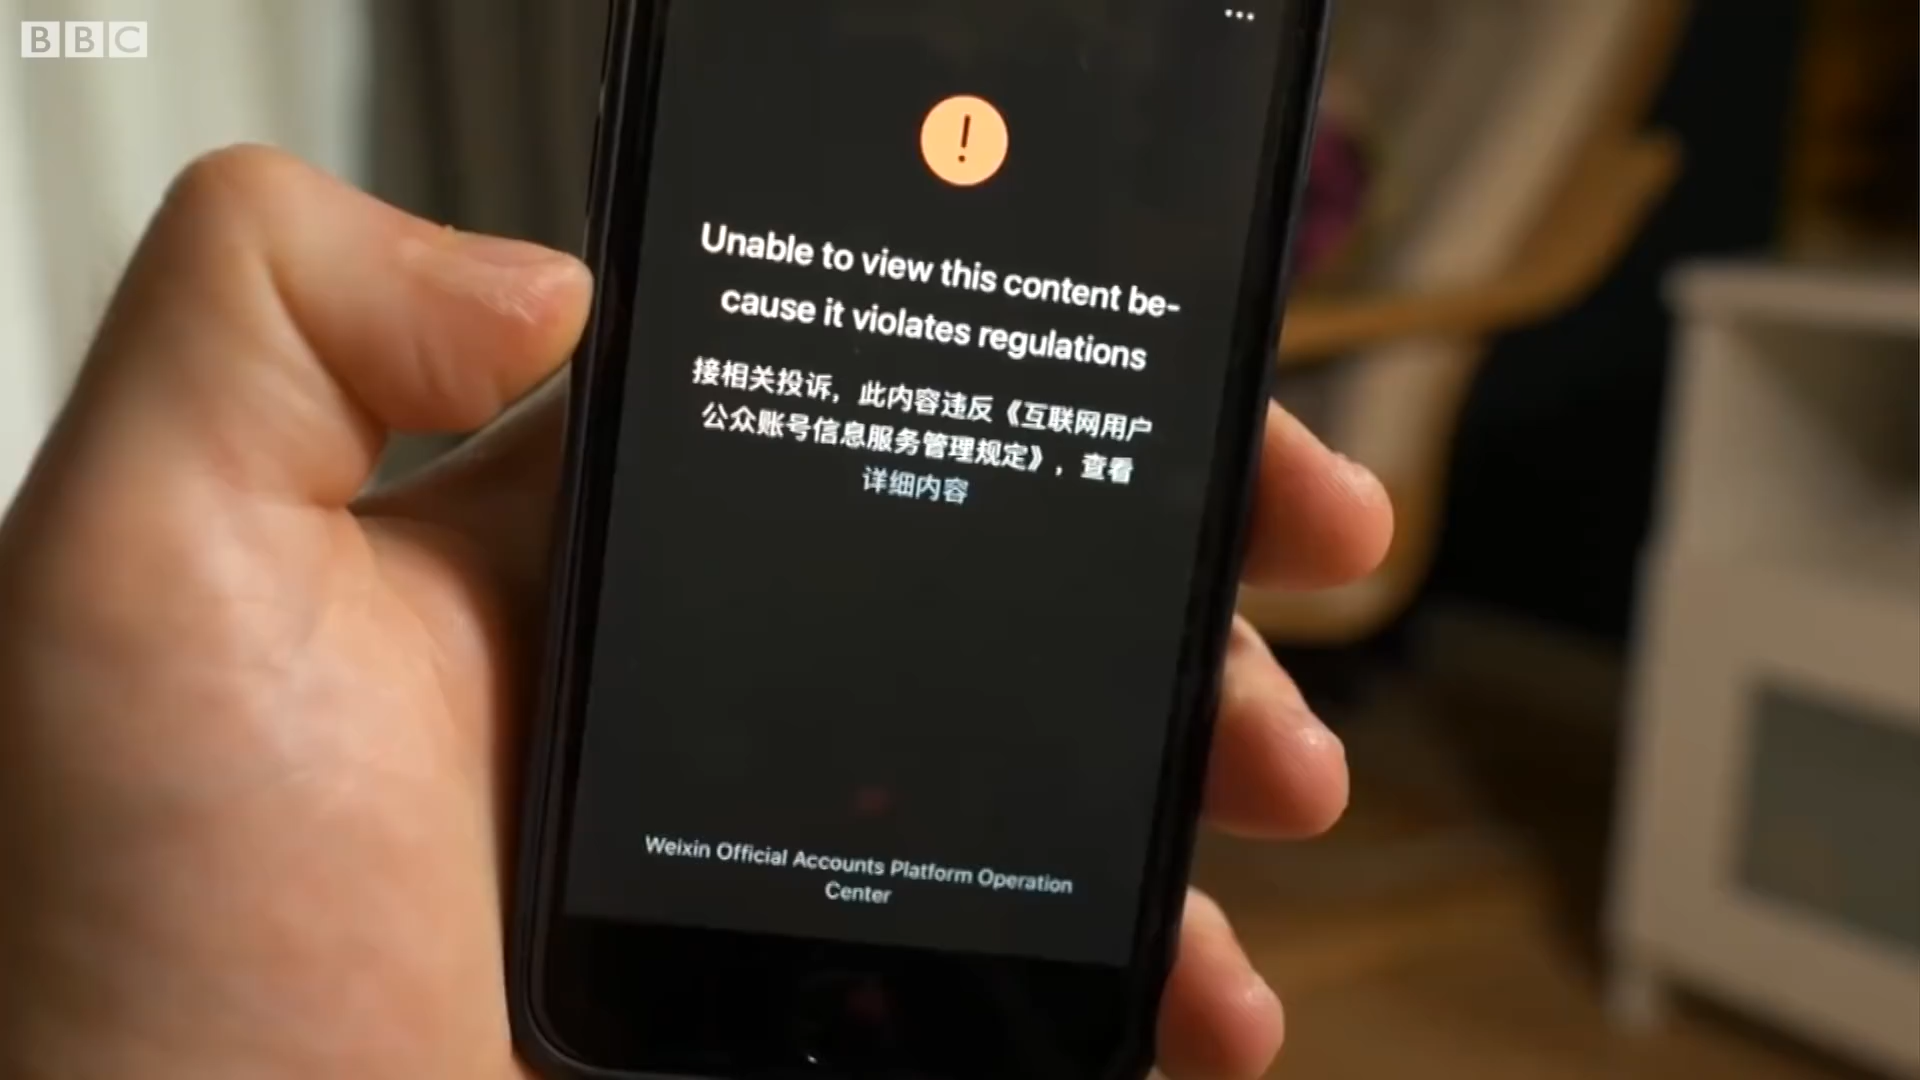 BBC
Unable to view this content be-
cause it violates regulations
接相关投诉，此内容违反《互联网用户
公众账号信息服务管理规定》，查看
详细内容
Weixin Official Accounts Platform Operation
Center